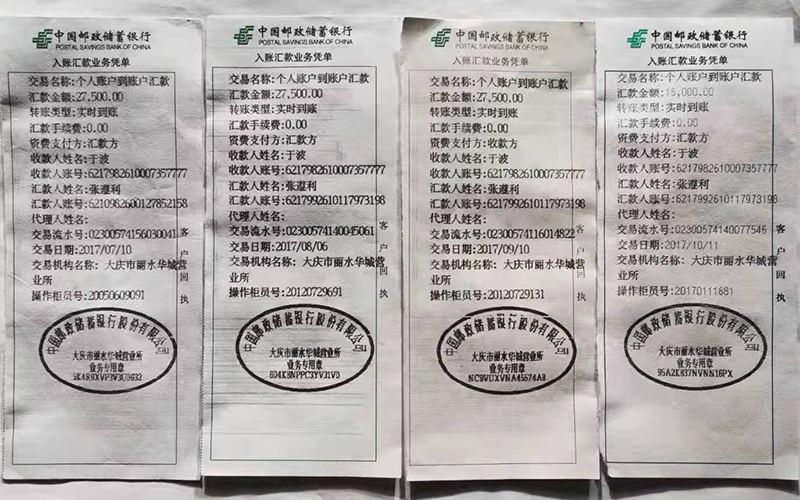 中国邮政储蓄银行
POSTAL SAVINGS BANK OF CHINA
入账汇款业务凭单
交易名称:个人账户到账户汇款
汇款金额:27,500.00
转账类型:实时到账
汇款手续费:0.00
资费支付方:汇款方
收款人姓名:于波
收款人账号:6217982610007357777
汇款人姓名:张遵利
汇款人账号:6210982600127852158
代理人姓名:
交易流水号:02300574156030041
交易日期:2017/07/10
交易机构名称: 大庆市丽水华城营
业所
操作柜员号:20050609091
客户回执
中国邮政储蓄银行股份有限公司
大庆市丽水华城营业所
业务专用章
中国邮政储蓄银行
POSTAL SAVINGS BANK OF CHINA
入账汇款业务凭单
交易名称:个人账户到账户汇款
汇款金额:27,500.00
转账类型:实时到账
汇款手续费:0.00
资费支付方:汇款方
收款人姓名:于波
收款人账号:6217982610007357777
汇款人姓名:张遵利
汇款人账号:6217992610117973198
代理人姓名:
交易流水号:02300574140045061
交易日期:2017/08/06
交易机构名称: 大庆市丽水华城营
业所
操作柜员号:20120729691
客户回执
中国邮政储蓄银行股份有限公司
大庆市丽水华城营业所
业务专用章
6D4K8NPPC3YVJ1VD
中国邮政储蓄银行
POSTAL SAVINGS BANK OF CHINA
入账汇款业务凭单
交易名称:个人账户到账户汇款
汇款金额:27,500.00
转账类型:实时到账
汇款手续费:0.00
资费支付方:收款方
收款人姓名:于波
收款人账号:6217982610007357777
汇款人姓名:张遵利
汇款人账号:6217992610117973198
代理人姓名:
交易流水号:02300574116014822
交易日期:2017/09/10
交易机构名称: 大庆市丽水华城营
业所
操作柜员号:20120729131
客户回执
中国邮政储蓄银行股份有限公司
大庆市丽水华城营业所
业务专用章
NC9VUXVNA45574A8
中国邮政储蓄银行
POSTAL SAVINGS BANK OF CHINA
入账汇款业务凭单
交易名称:个人账户到账户汇款
汇款金额:15,000.00
转账类型:实时到账
汇款手续费:0.00
资费支付方:汇款方
收款人姓名:于波
收款人账号:6217982610007357777
汇款人姓名:张遵利
汇款人账号:6217992610117973198
代理人姓名:
交易流水号:02300574140077546
交易日期:2017/10/11
交易机构名称: 大庆市丽水华城营
业所
操作柜员号:20170111681
客户回执
中国邮政储蓄银行股份有限公司
大庆市丽水华城营业所
业务专用章
95A2K837NVNN16PX